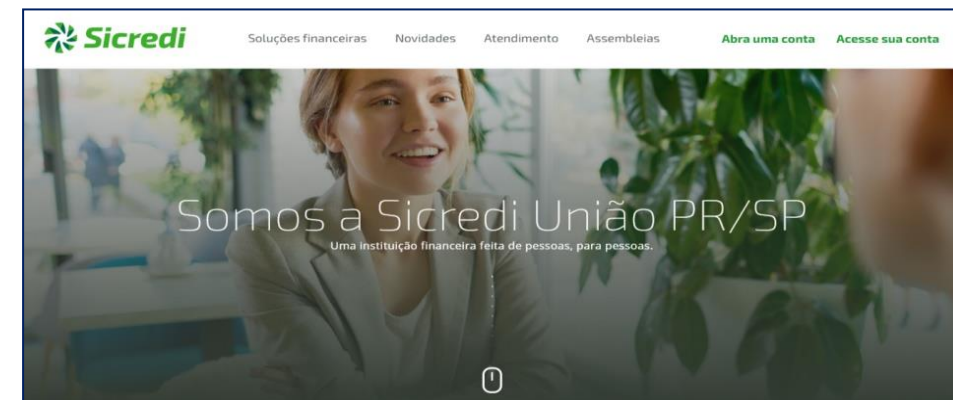 Sicredi
Soluções financeiras Novidades Atendimento Assembleias Abra uma conta Acesse sua conta
Somos a Sicredi União PR/SP
Uma instituição financeira feita de pessoas, para pessoas.